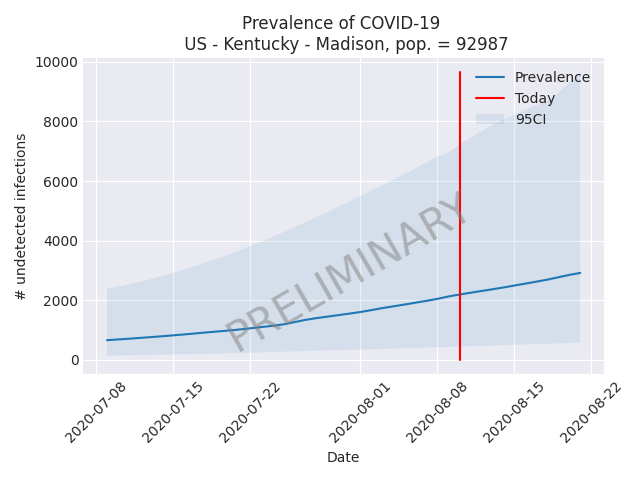 Prevalence of COVID-19
US - Kentucky - Madison, pop. = 92987
10000
8000
6000
4000
2000
0
# undetected infections
Prevalence
Today
95CI
PRELIMINARY
2020-07-08
2020-07-15
2020-07-22
2020-08-01
2020-08-08
2020-08-15
2020-08-22
Date